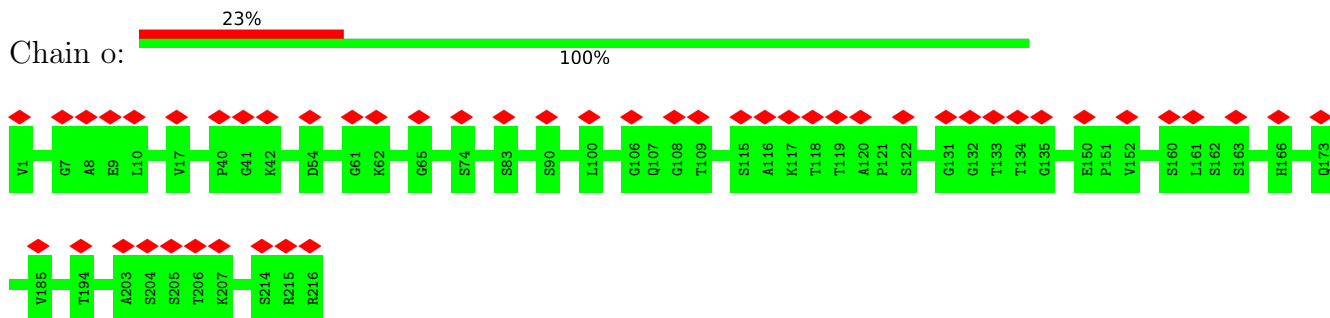 23%
Chain o:
100%
V1 G7 A8 E9 L10 V17 P40 G41 K42 D54 G61 K62 G65 S74 S83 S90 L100 G106 Q107 G108 T109 S115 A116 K117 T118 T119 A120 P121 S122 G131 G132 T133 T134 G135 E150 P151 V152 S160 L161 S162 S163 H166 Q173
V185 T194 A203 S204 S205 T206 K207 S214 R215 R216